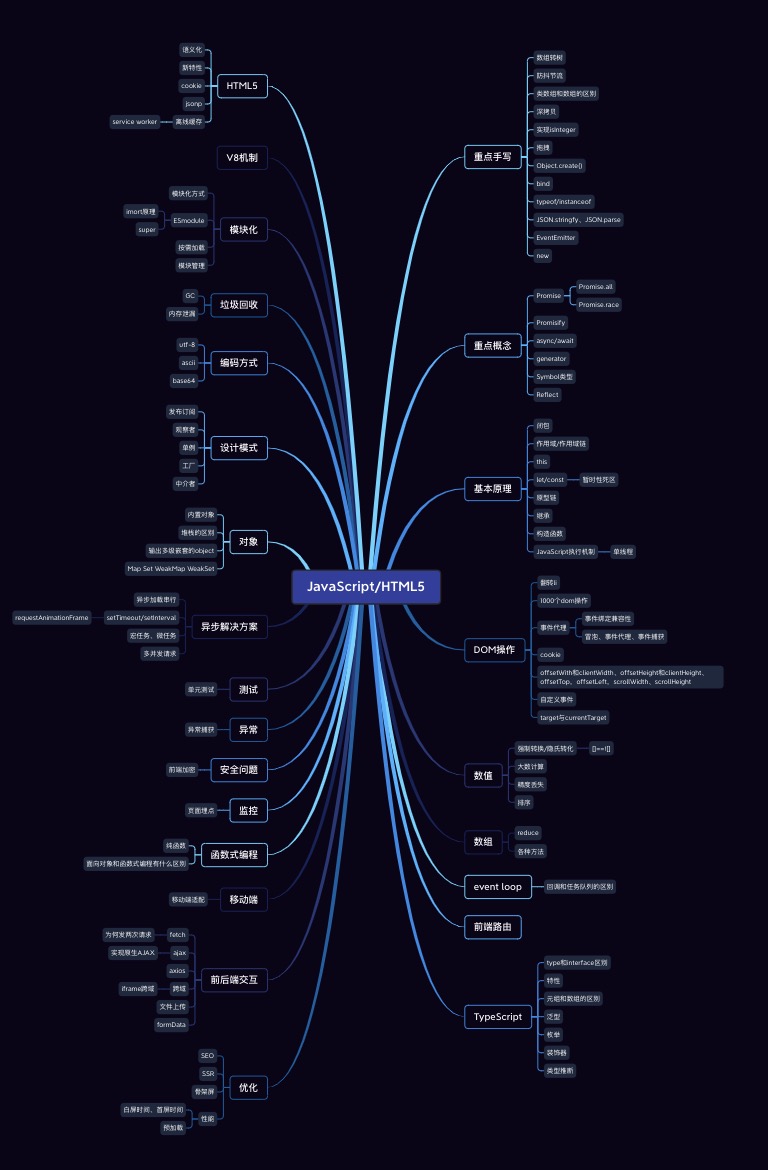 JavaScript/HTML5
HTML5
语义化
新特性
cookie
jsonp
离线缓存
service worker
V8机制
模块化
模块化方式
ESmodule
imort原理
super
按需加载
模块管理
垃圾回收
GC
内存泄漏
编码方式
utf-8
ascii
base64
设计模式
发布订阅
观察者
单例
工厂
中介者
对象
内置对象
堆栈的区别
输出多级嵌套的object
Map Set WeakMap WeakSet
异步解决方案
异步加载串行
setTimeout/setInterval
requestAnimationFrame
宏任务、微任务
多并发请求
测试
单元测试
异常
异常捕获
安全问题
前端加密
监控
页面埋点
函数式编程
纯函数
面向对象和函数式编程有什么区别
移动端
移动端适配
前后端交互
fetch
为何发两次请求
ajax
实现原生AJAX
axios
跨域
iframe跨域
文件上传
formData
优化
SEO
SSR
骨架屏
性能
白屏时间、首屏时间
预加载
重点手写
数组转树
防抖节流
类数组和数组的区别
深拷贝
实现isInteger
拖拽
Object.create()
bind
typeof/instanceof
JSON.stringfy、JSON.parse
EventEmitter
new
重点概念
Promise
Promise.all
Promise.race
Promisify
async/await
generator
Symbol类型
Reflect
基本原理
闭包
作用域/作用域链
this
let/const
暂时性死区
原型链
继承
构造函数
JavaScript执行机制
单线程
DOM操作
翻转li
1000个dom操作
事件代理
事件绑定兼容性
冒泡、事件代理、事件捕获
cookie
offsetWith和clientWidth、offsetHeight和clientHeight、
offsetTop、offsetLeft、scrollWidth、scrollHeight
自定义事件
target与currentTarget
数值
强制转换/隐氏转化
[]==![]
大数计算
精度丢失
排序
数组
reduce
各种方法
event loop
回调和任务队列的区别
前端路由
TypeScript
type和interface区别
特性
元组和数组的区别
泛型
枚举
装饰器
类型推断